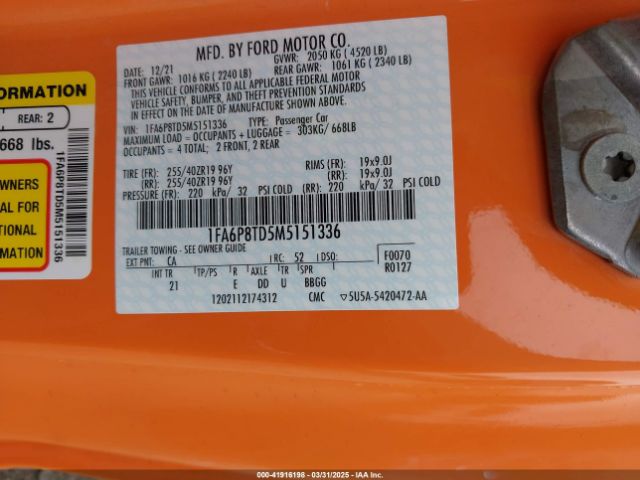 MFD. BY FORD MOTOR CO.
DATE: 12/21 GVWR: 2050 KG ( 4520 LB)
FRONT GAWR: 1016 KG ( 2240 LB) REAR GAWR: 1061 KG ( 2340 LB)
THIS VEHICLE CONFORMS TO ALL APPLICABLE FEDERAL MOTOR
VEHICLE SAFETY, BUMPER, AND THEFT PREVENTION STANDARDS
IN EFFECT ON THE DATE OF MANUFACTURE SHOWN ABOVE
VIN: 1FA6P8TD5M5151336 TYPE: Passenger Car
MAXIMUM LOAD = OCCUPANTS + LUGGAGE = 303KG/ 668LB
OCCUPANTS = 4 TOTAL: 2 FRONT, 2 REAR
TIRE (FR): 255/40ZR19 96Y RIMS (FR): 19x9.0J
(RR): 255/40ZR19 96Y (RR): 19x9.0J
PRESSURE (FR): 220 kPa/ 32 PSI COLD (RR): 220 kPa/ 32 PSI COLD
1FA6P8TD5M5151336
TRAILER TOWING - SEE OWNER GUIDE
EXT PNT: CA RC: 52 DSO: F0070
R0127
INT TR TP/PS R AXLE TR SPR
21 E DD U BBGG
1202112174312 CMC ▽5U5A-5420472-AA
FORMATION
REAR: 2
668 lbs.
WNERS
AL FOR
TIONAL
MATION
1FA6P8TD5M5151336
000-41916198 - 03/31/2025 - IAAI.COM